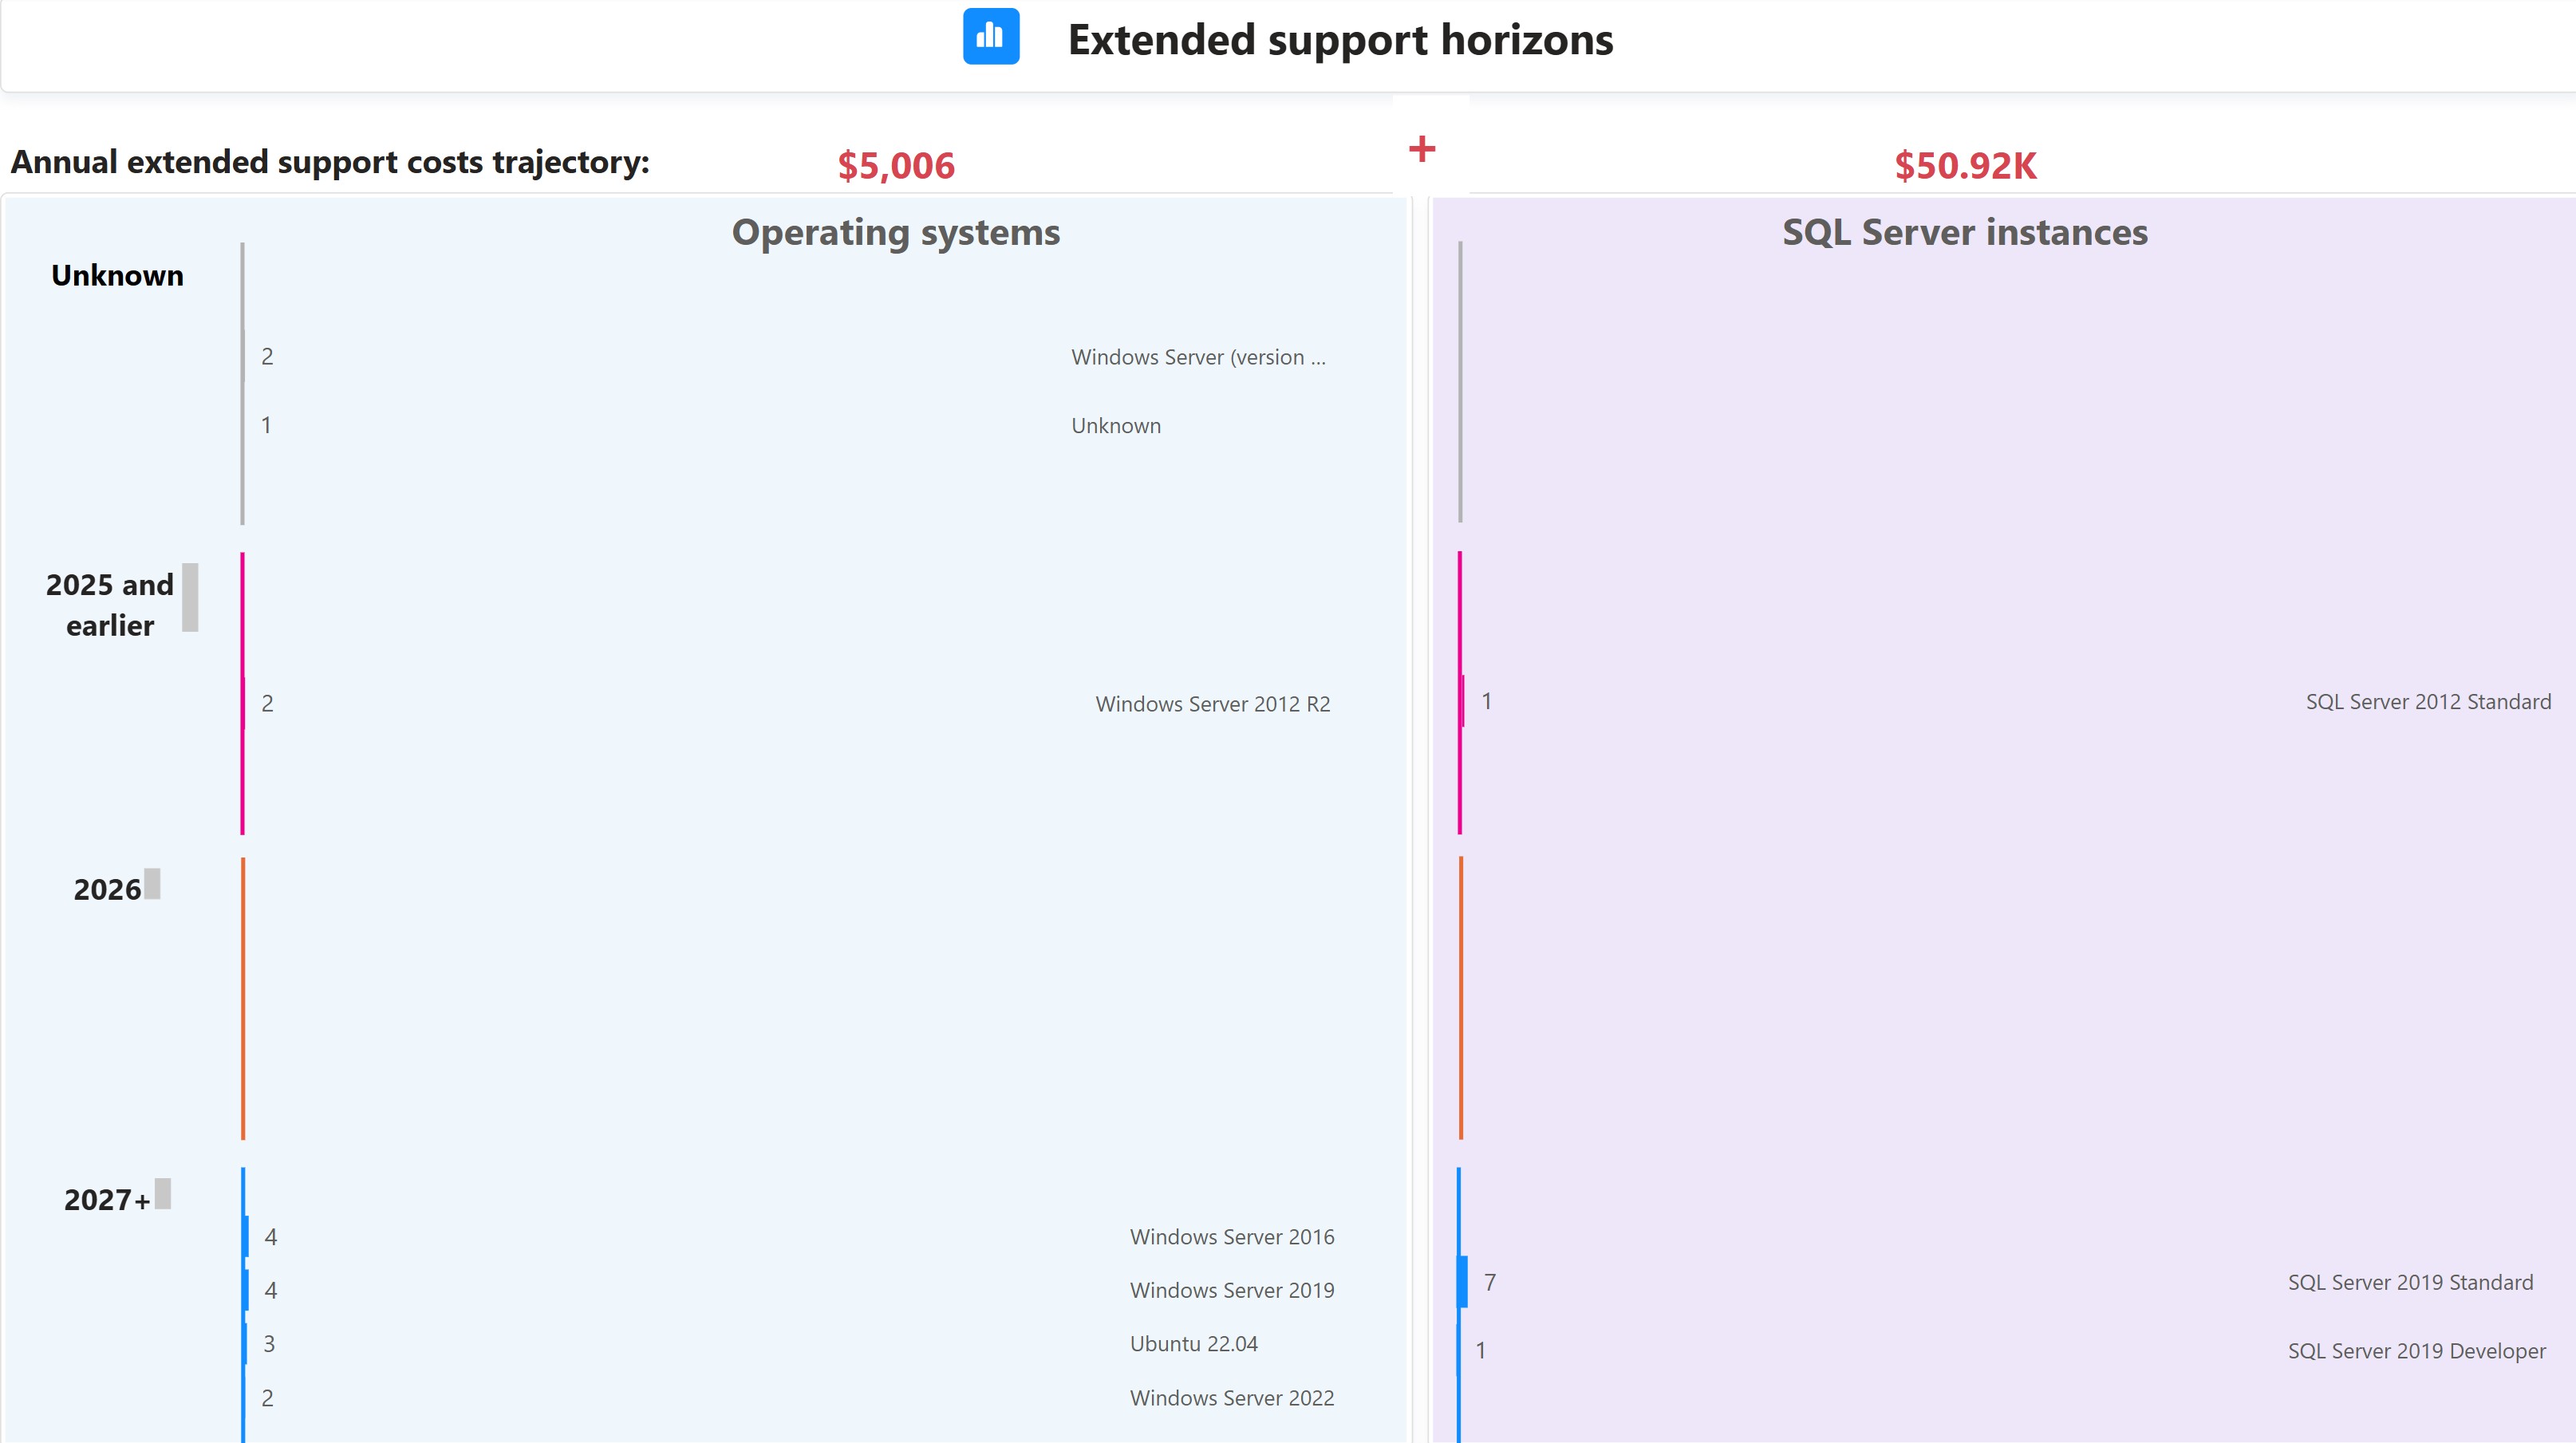 Extended support horizons
Annual extended support costs trajectory:
$5,006
+
$50.92K
Operating systems
SQL Server instances
Unknown
2
Windows Server (version ...
1
Unknown
2025 and
earlier
2
Windows Server 2012 R2
1
SQL Server 2012 Standard
2026
2027+
4
Windows Server 2016
4
Windows Server 2019
3
Ubuntu 22.04
2
Windows Server 2022
7
SQL Server 2019 Standard
1
SQL Server 2019 Developer